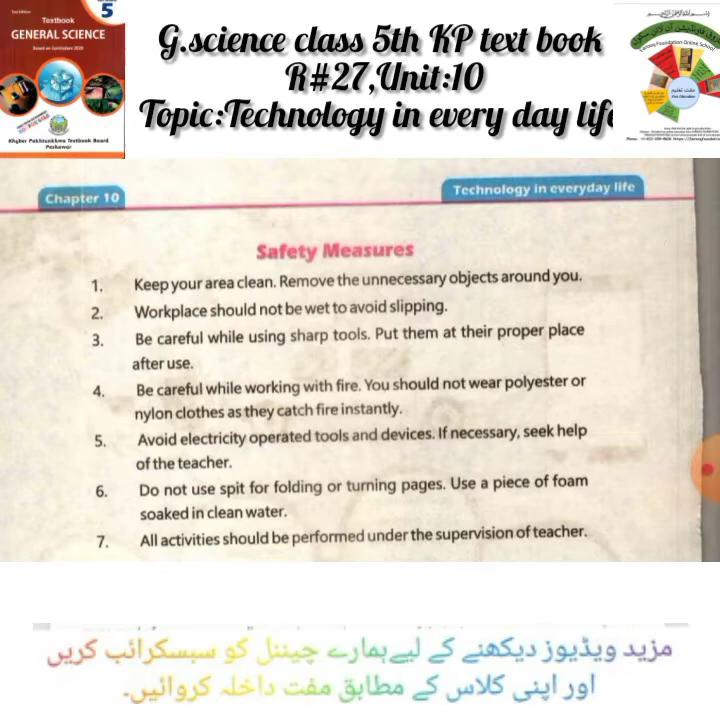 Textbook
5
GENERAL SCIENCE
Based on Curriculum 2020
Khyber Pakhtunkhwa Textbook Board
Peshawar
G.science class 5th KP text book
R#27,Unit:10
Topic:Technology in every day life
Chapter 10
Technology in everyday life
Safety Measures
1. Keep your area clean. Remove the unnecessary objects around you.
2. Workplace should not be wet to avoid slipping.
3. Be careful while using sharp tools. Put them at their proper place
after use.
4. Be careful while working with fire. You should not wear polyester or
nylon clothes as they catch fire instantly.
5. Avoid electricity operated tools and devices. If necessary, seek help
of the teacher.
6. Do not use spit for folding or turning pages. Use a piece of foam
soaked in clean water.
7. All activities should be performed under the supervision of teacher.
مزید ویڈیوز دیکھنے کے لیےہمارے چیننل کو سبسکرائب کریں
اور اپنی کلاس کے مطابق مفت داخلہ کروائیں۔